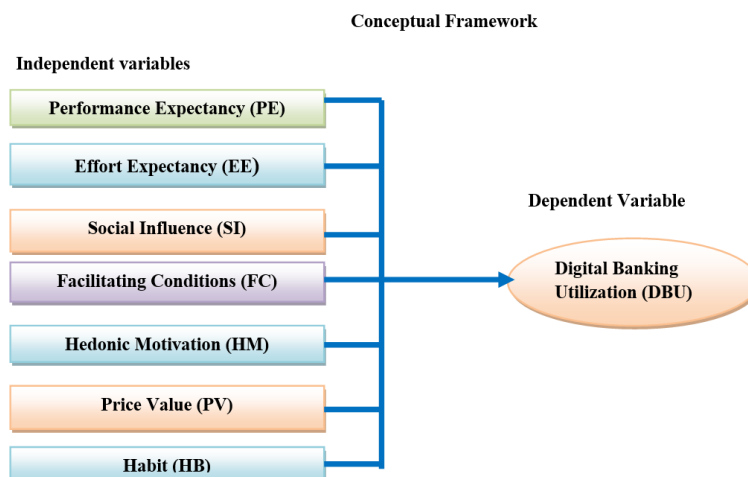 Conceptual Framework
Independent variables
Performance Expectancy (PE)
Effort Expectancy (EE)
Social Influence (SI)
Facilitating Conditions (FC)
Hedonic Motivation (HM)
Price Value (PV)
Habit (HB)
Dependent Variable
Digital Banking
Utilization (DBU)